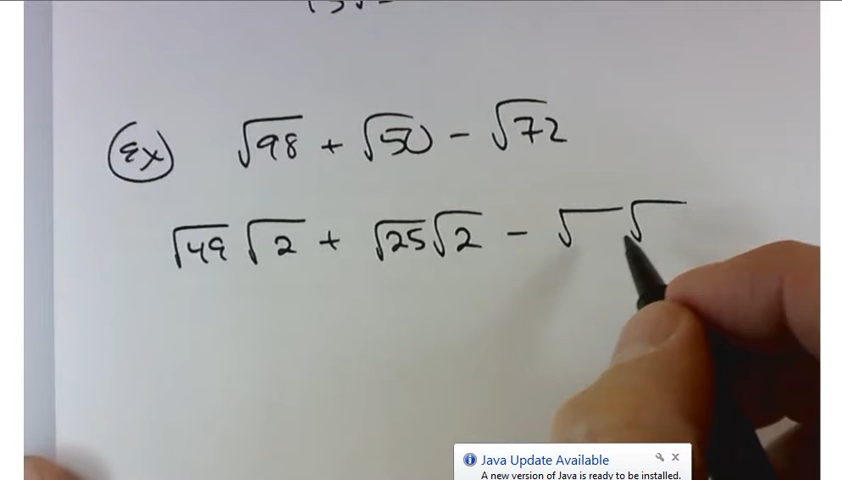 Ex √98 + √50 − √72
√49 √2 + √25 √2 − √ √
Java Update Available
A new version of Java is ready to be installed.